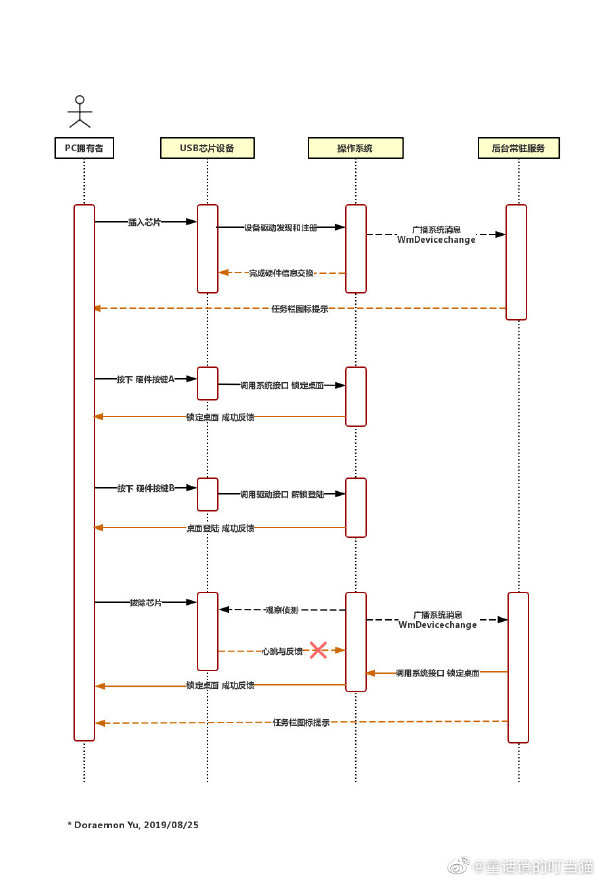 PC拥有者
USB芯片设备
操作系统
后台常驻服务
插入芯片
设备驱动发现和注册
广播系统消息
WmDevicechange
完成硬件信息交换
任务栏图标提示
按下 硬件按键A
调用系统接口 锁定桌面
锁定桌面 成功反馈
按下 硬件按键B
调用驱动接口 解锁登陆
桌面登陆 成功反馈
拔除芯片
观察侦测
广播系统消息
WmDevicechange
心跳与反馈
调用系统接口 锁定桌面
锁定桌面 成功反馈
任务栏图标提示
* Doraemon Yu, 2019/08/25
@童话镇的叮当猫